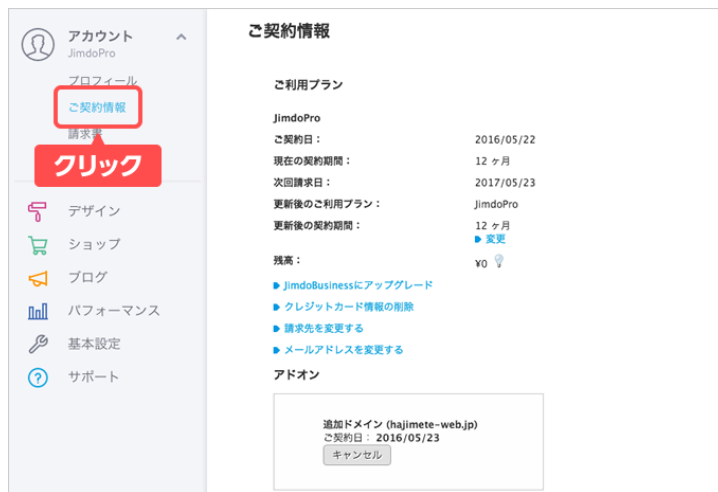 アカウント
JimdoPro
プロフィール
ご契約情報
請求書
クリック
デザイン
ショップ
ブログ
パフォーマンス
基本設定
サポート
ご契約情報
ご利用プラン
JimdoPro
ご契約日： 2016/05/22
現在の契約期間： 12 ヶ月
次回請求日： 2017/05/23
更新後のご利用プラン： JimdoPro
更新後の契約期間： 12 ヶ月
変更
残高： ¥0
JimdoBusinessにアップグレード
クレジットカード情報の削除
請求先を変更する
メールアドレスを変更する
アドオン
追加ドメイン (hajimete-web.jp)
ご契約日： 2016/05/23
キャンセル